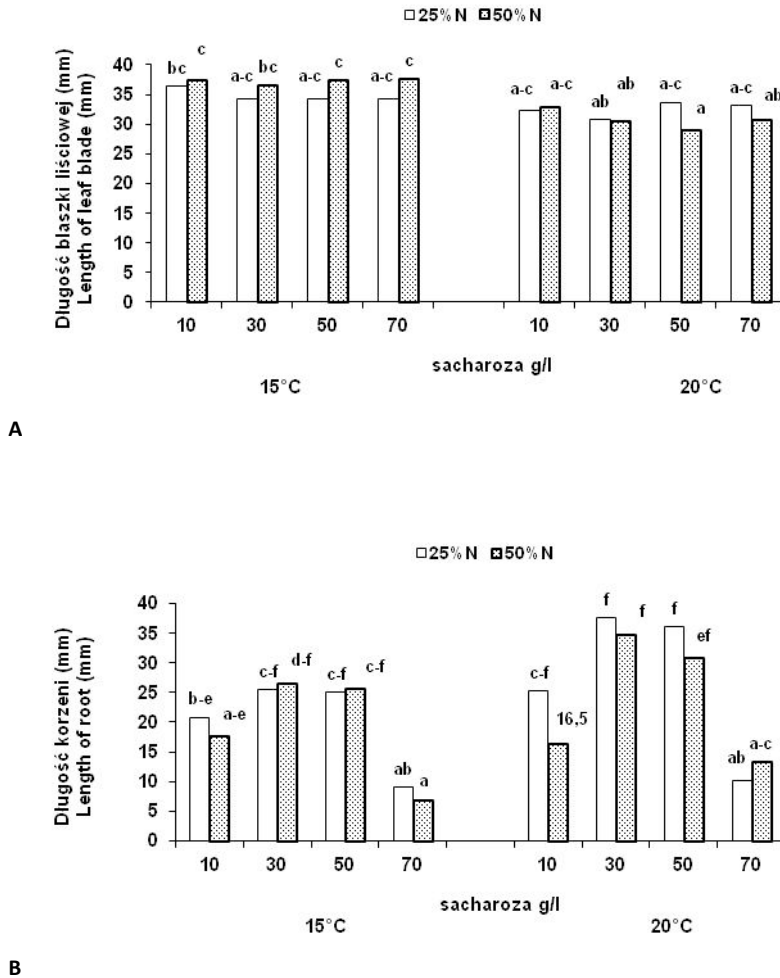 □25%N ▩50%N
Długość blaszki liściowej (mm)
Length of leaf blade (mm)
40
35
30
25
20
15
10
5
0
bc c a-c bc a-c c a-c c a-c a-c ab ab a-c a a-c ab
10 30 50 70 10 30 50 70
sacharoza g/l
15°C 20°C
A
□25%N ▩50%N
Długość korzeni (mm)
Length of root (mm)
40
35
30
25
20
15
10
5
0
b-e a-e c-f d-f c-f c-f ab a c-f 16,5 f f f ef ab a-c
10 30 50 70 10 30 50 70
sacharoza g/l
15°C 20°C
B